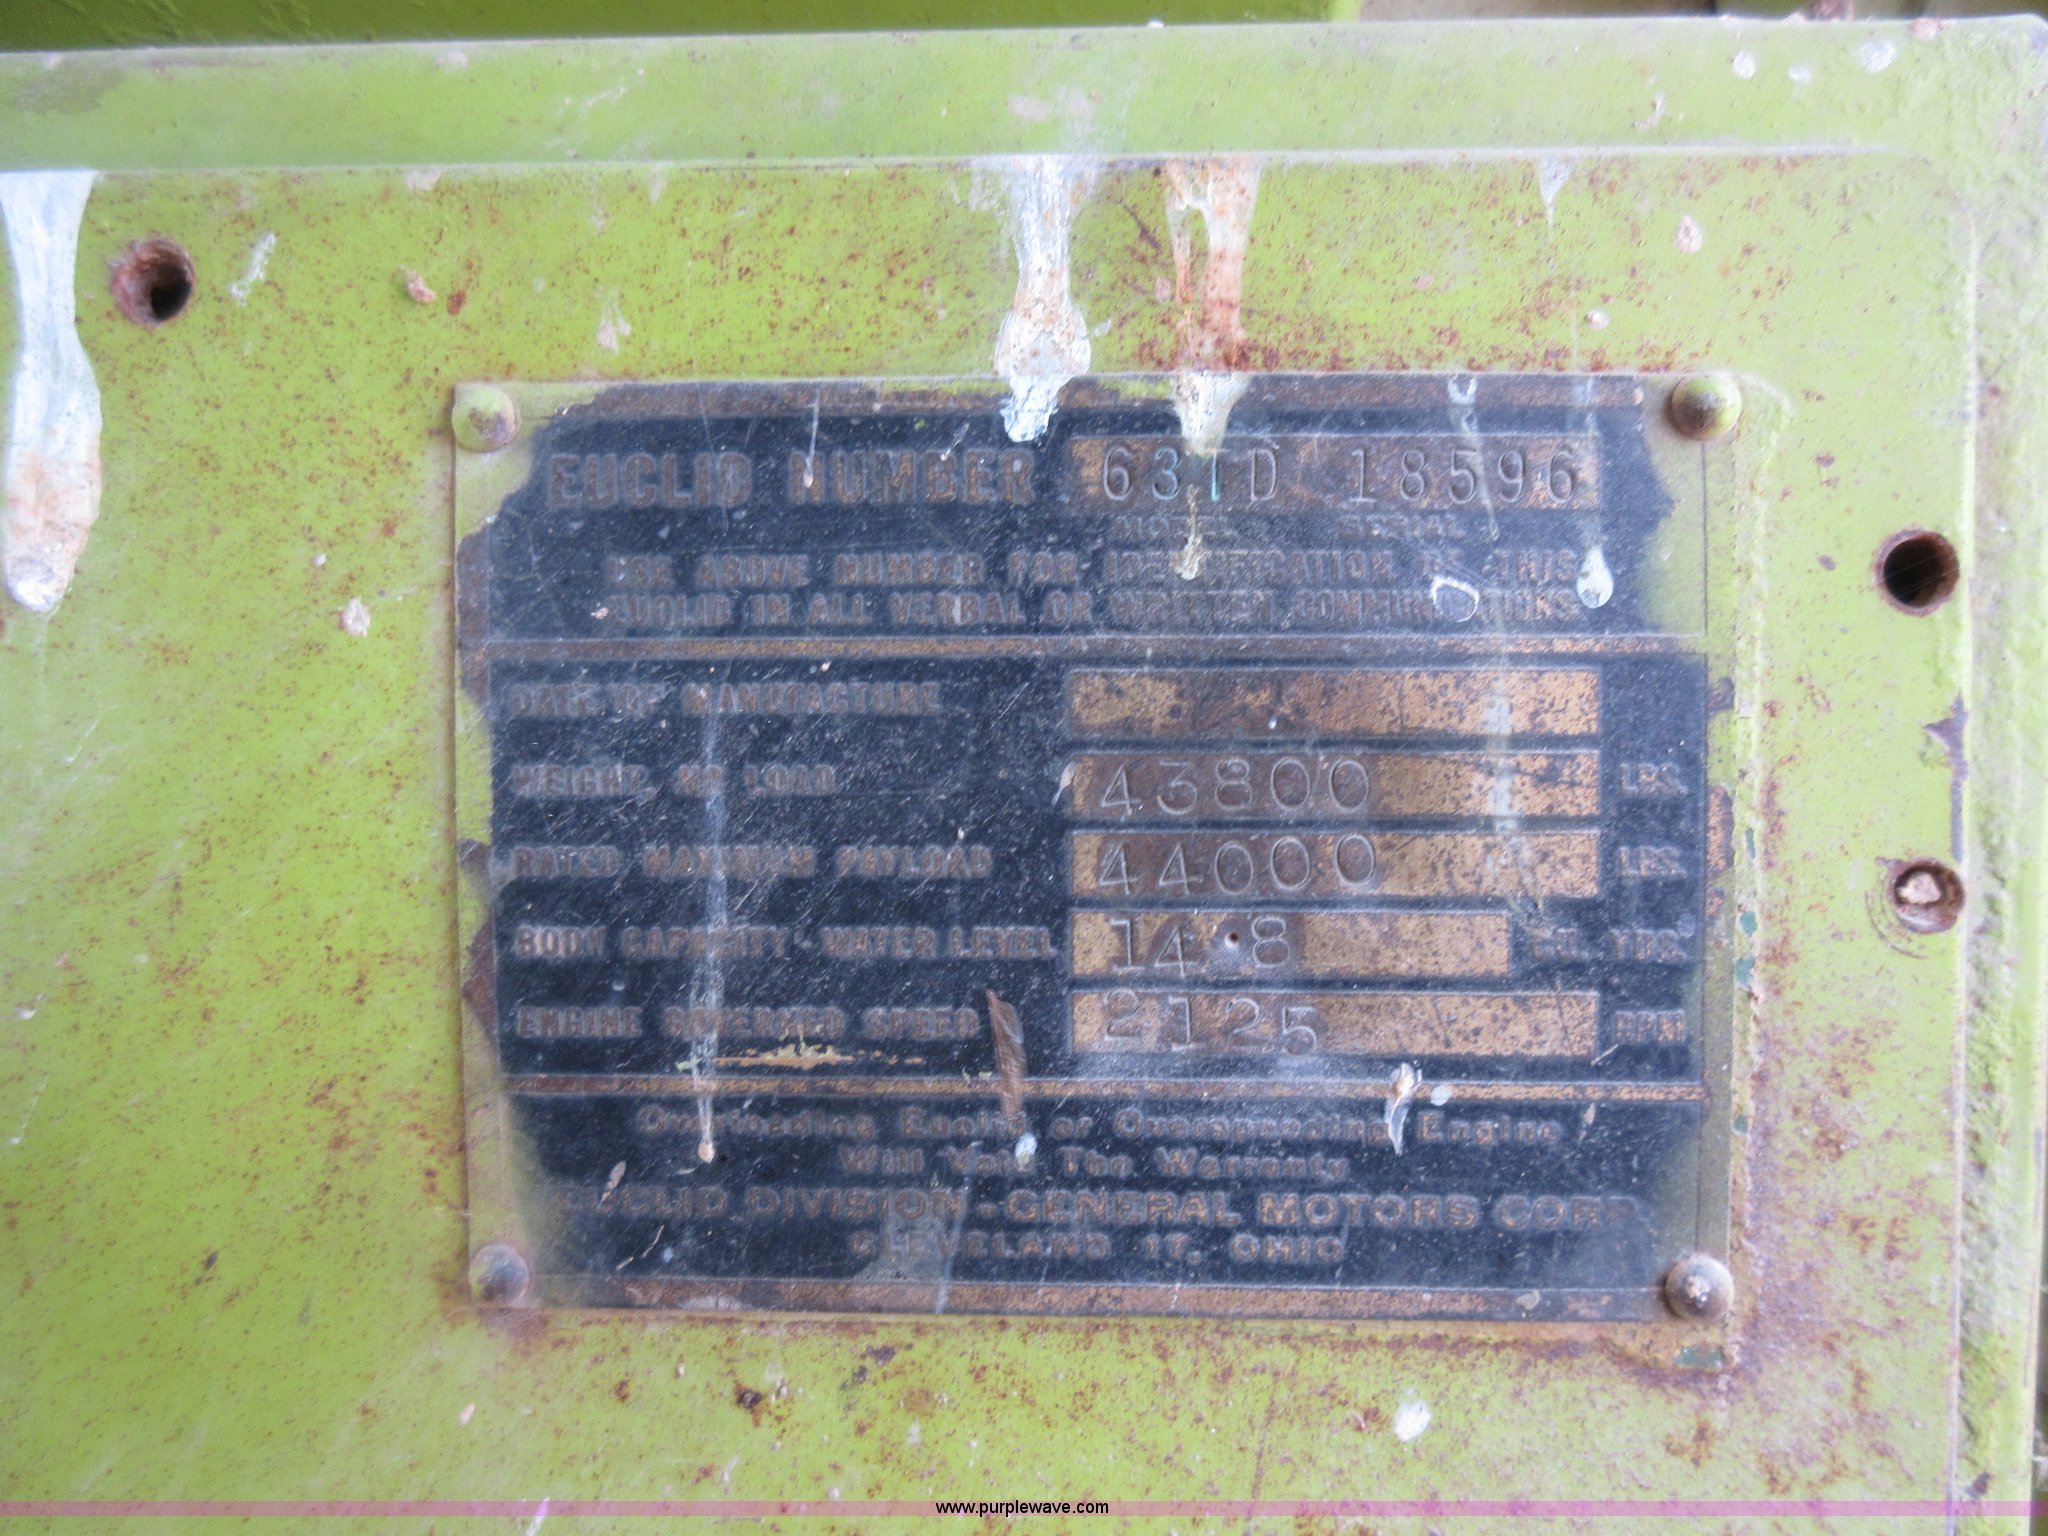 EUCLID NUMBER 63TD 18596
MODEL SERIAL
USE ABOVE NUMBER FOR IDENTIFICATION OF THIS
EUCLID IN ALL VERBAL OR WRITTEN COMMUNICATIONS
DATE OF MANUFACTURE
WEIGHT, NO LOAD 43800 LBS.
RATED MAXIMUM PAYLOAD 44000 LBS.
BODY CAPACITY - WATER LEVEL 14.8 CU. YDS.
ENGINE GOVERNED SPEED 2125 RPM
Overloading Euclid or Overspeeding Engine
Will Void The Warranty
EUCLID DIVISION - GENERAL MOTORS CORP.
CLEVELAND 17, OHIO
www.purplewave.com